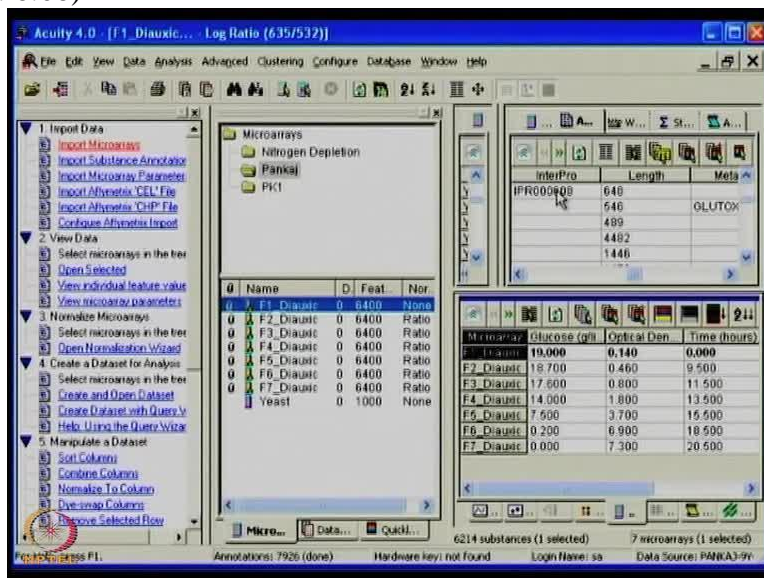 Acuity 4.0 - [F1_Diauxic... - Log Ratio (635/532)]
File Edit View Data Analysis Advanced Clustering Configure Database Window Help
1. Import Data
Import Microarrays
Import Substance Annotation
Import Microarray Parameter
Import Affymetrix 'CEL' File
Import Affymetrix 'CHP' File
Configure Affymetrix Import
2. View Data
Select microarrays in the tree
Open Selected
View individual feature value
View microarray parameters
3. Normalize Microarrays
Select microarrays in the tree
Open Normalization Wizard
4. Create a Dataset for Analysis
Select microarrays in the tree
Create and Open Dataset
Create Dataset with Query W
Help: Using the Query Wizar
5. Manipulate a Dataset
Sort Columns
Combine Columns
Normalize To Column
Dye-swap Columns
Remove Selected Row
Microarrays
Nitrogen Depletion
Pankaj
PK1
Name D. Feat... Nor...
F1_Diauxic 0 6400 None
F2_Diauxic 0 6400 Ratio
F3_Diauxic 0 6400 Ratio
F4_Diauxic 0 6400 Ratio
F5_Diauxic 0 6400 Ratio
F6_Diauxic 0 6400 Ratio
F7_Diauxic 0 6400 Ratio
Yeast 0 1000 None
Micro... Data... Quickl...
... A... W... Σ St... A...
InterPro Length Meta
IPR000608 648
546 GLUTOX
489
4482
1446
Microarray Glucose (g/li Optical Den... Time (hours)
F1_Diauxic 19.000 0.140 0.000
F2_Diauxic 18.700 0.460 9.500
F3_Diauxic 17.600 0.800 11.500
F4_Diauxic 14.000 1.800 13.500
F5_Diauxic 7.500 3.700 15.500
F6_Diauxic 0.200 6.900 18.500
F7_Diauxic 0.000 7.300 20.500
6214 substances (1 selected) 7 microarrays (1 selected)
press F1. Annotations: 7926 (done) Hardware key: not found Login Name: sa Data Source: PANKAJ-9V